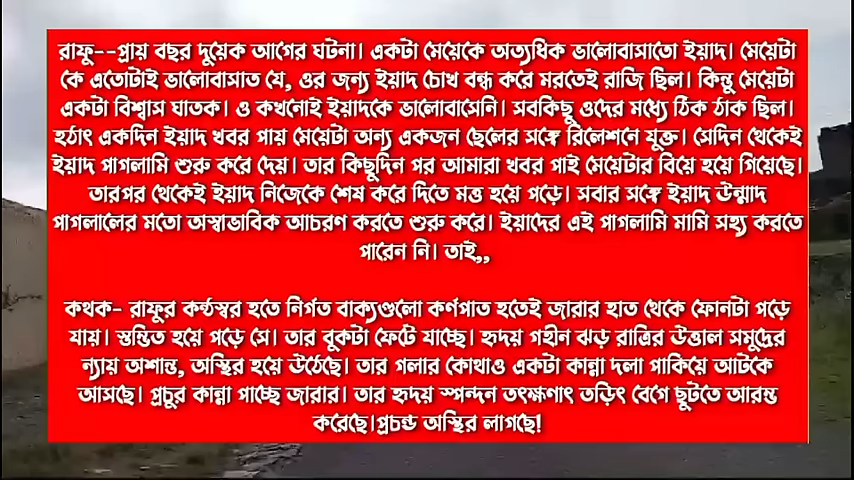 রাফু--প্রায় বছর দুয়েক আগের ঘটনা। একটা মেয়েকে অত্যধিক ভালোবাসাতো ইয়াদ। মেয়েটা
কে এতোটাই ভালোবাসাত যে, ওর জন্য ইয়াদ চোখ বন্ধ করে মরতেই রাজি ছিল। কিন্তু মেয়েটা
একটা বিশ্বাস ঘাতক। ও কখনোই ইয়াদকে ভালোবাসেনি। সবকিছু ওদের মধ্যে ঠিক ঠাক ছিল।
হঠাৎ একদিন ইয়াদ খবর পায় মেয়েটা অন্য একজন ছেলের সঙ্গে রিলেশনে যুক্ত। সেদিন থেকেই
ইয়াদ পাগলামি শুরু করে দেয়। তার কিছুদিন পর আমারা খবর পাই মেয়েটার বিয়ে হয়ে গিয়েছে।
তারপর থেকেই ইয়াদ নিজেকে শেষ করে দিতে মত্ত হয়ে পড়ে। সবার সঙ্গে ইয়াদ উন্মাদ
পাগলালের মতো অস্বাভাবিক আচরণ করতে শুরু করে। ইয়াদের এই পাগলামি মামি সহ্য করতে
পারেন নি। তাই,,
কথক- রাফুর কন্ঠস্বর হতে নির্গত বাক্যগুলো কর্ণপাত হতেই জারার হাত থেকে ফোনটা পড়ে
যায়। স্তম্ভিত হয়ে পড়ে সে। তার বুকটা ফেটে যাচ্ছে। হৃদয় গহীন ঝড় রাত্রির উত্তাল সমুদ্রের
ন্যায় অশান্ত, অস্থির হয়ে উঠেছে। তার গলার কোথাও একটা কান্না দলা পাকিয়ে আটকে
আসছে। প্রচুর কান্না পাচ্ছে জারার। তার হৃদয় স্পন্দন তৎক্ষণাৎ তড়িৎ বেগে ছুটতে আরম্ভ
করেছে।প্রচন্ড অস্থির লাগছে!